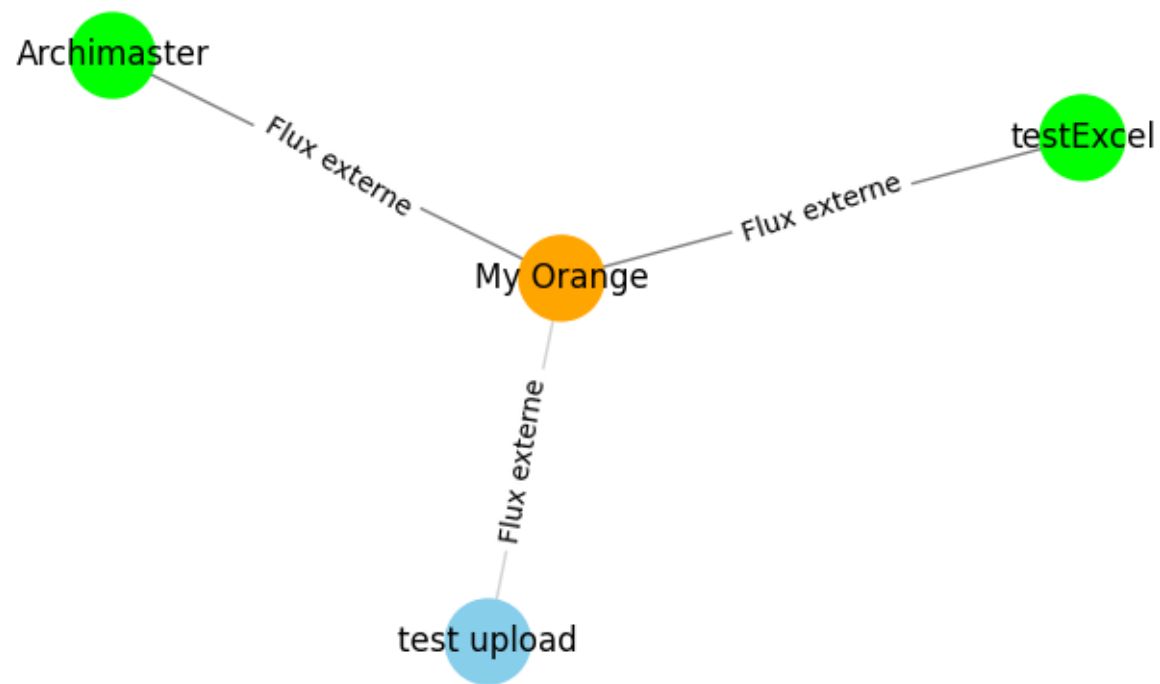 Archimaster
testExcel
Flux externe
Flux externe
My Orange
Flux externe
test upload